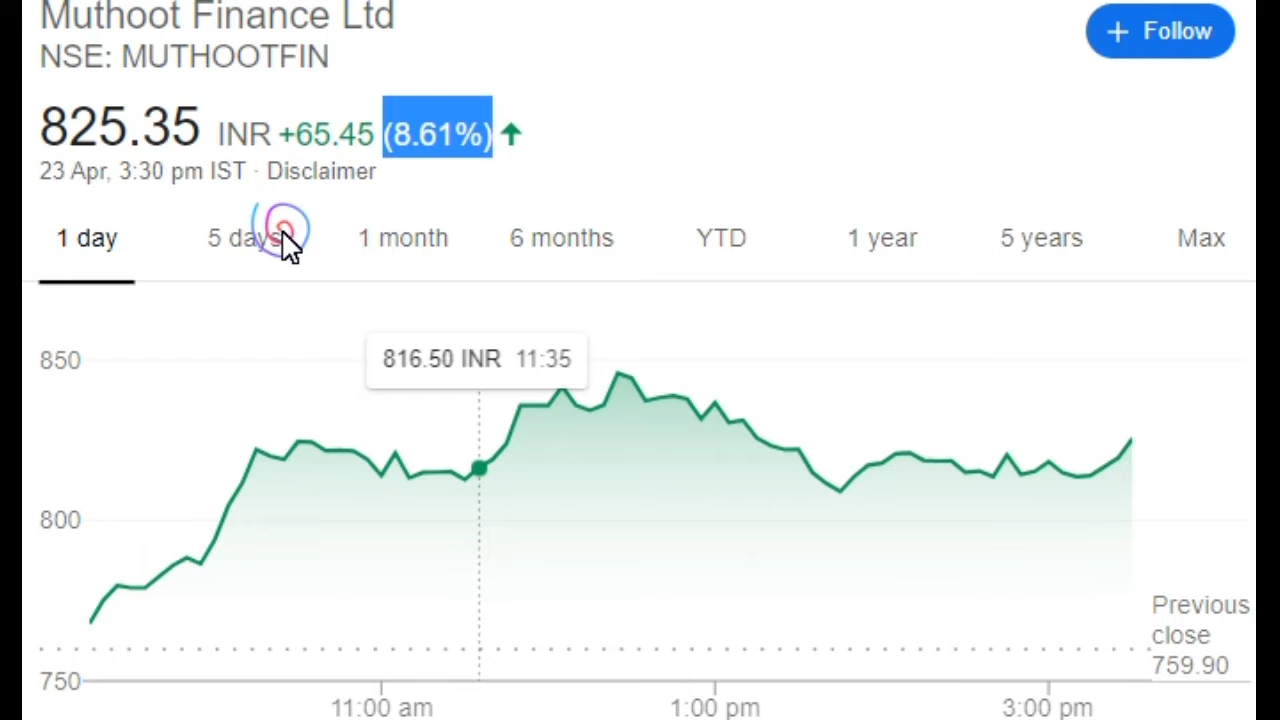 Muthoot Finance Ltd
NSE: MUTHOOTFIN
+ Follow
825.35 INR +65.45 (8.61%)
23 Apr, 3:30 pm IST · Disclaimer
1 day 5 days 1 month 6 months YTD 1 year 5 years Max
850
816.50 INR 11:35
800
Previous
close
759.90
750
11:00 am 1:00 pm 3:00 pm